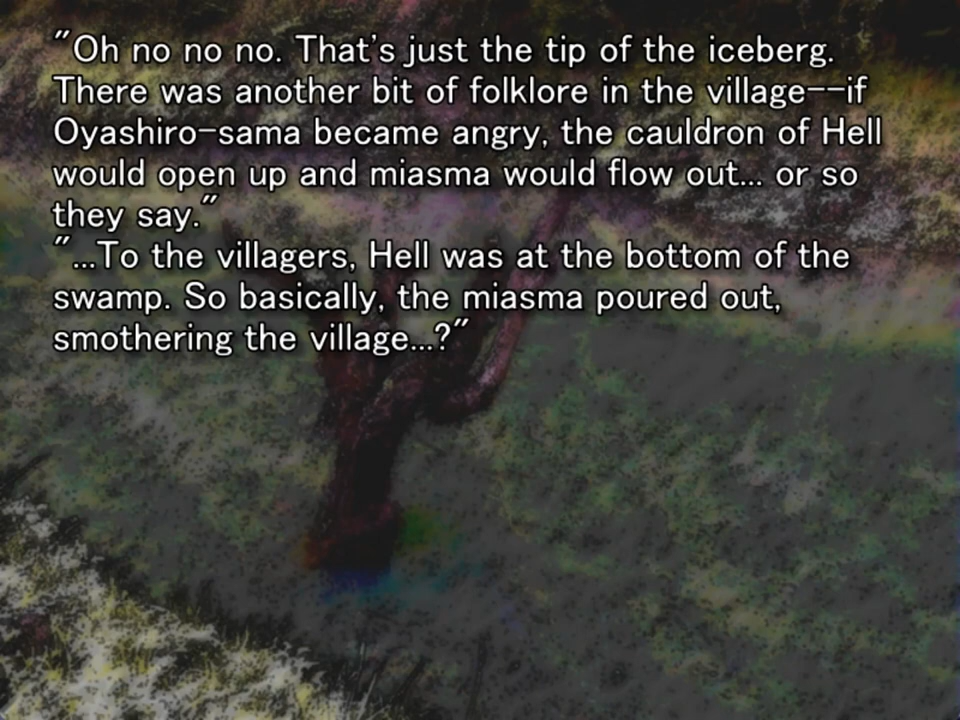 "Oh no no no. That's just the tip of the iceberg.
There was another bit of folklore in the village--if
Oyashiro-sama became angry, the cauldron of Hell
would open up and miasma would flow out... or so
they say."
"...To the villagers, Hell was at the bottom of the
swamp. So basically, the miasma poured out,
smothering the village...?"